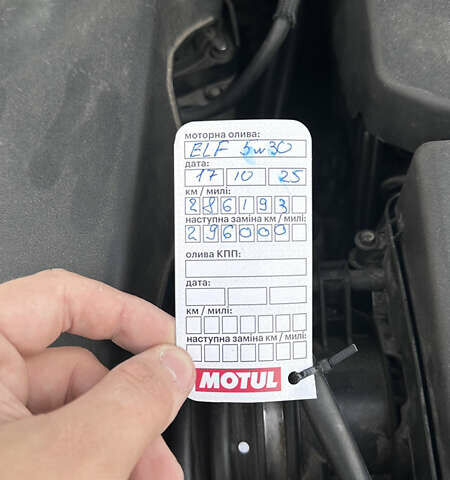 моторна олива:
ELF 5w30
дата:
17 10 25
км / милі:
286193
наступна заміна км / милі:
296000
олива КПП:
дата:
км / милі:
наступна заміна км / милі:
MOTUL